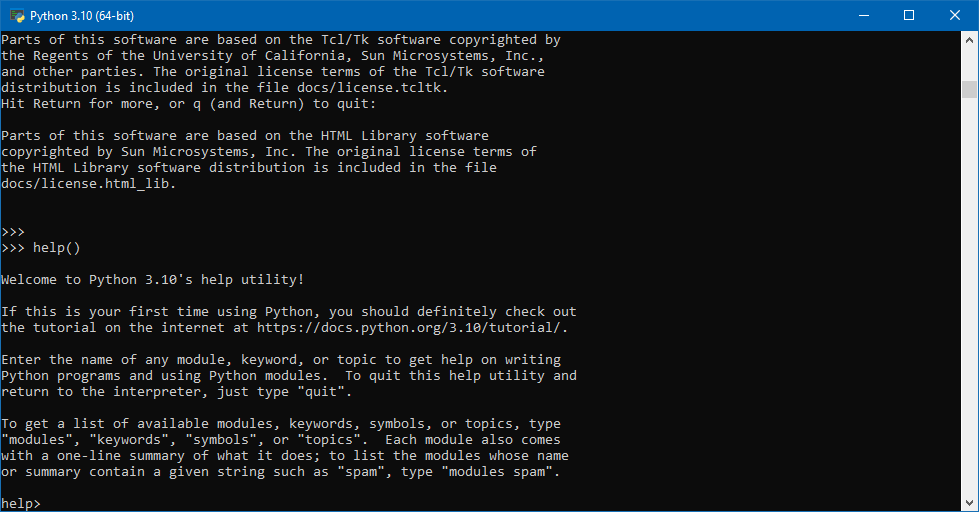 Python 3.10 (64-bit)
Parts of this software are based on the Tcl/Tk software copyrighted by
the Regents of the University of California, Sun Microsystems, Inc.,
and other parties. The original license terms of the Tcl/Tk software
distribution is included in the file docs/license.tcltk.
Hit Return for more, or q (and Return) to quit:
Parts of this software are based on the HTML Library software
copyrighted by Sun Microsystems, Inc. The original license terms of
the HTML Library software distribution is included in the file
docs/license.html_lib.
>>>
>>> help()
Welcome to Python 3.10's help utility!
If this is your first time using Python, you should definitely check out
the tutorial on the internet at https://docs.python.org/3.10/tutorial/.
Enter the name of any module, keyword, or topic to get help on writing
Python programs and using Python modules.  To quit this help utility and
return to the interpreter, just type "quit".
To get a list of available modules, keywords, symbols, or topics, type
"modules", "keywords", "symbols", or "topics".  Each module also comes
with a one-line summary of what it does; to list the modules whose name
or summary contain a given string such as "spam", type "modules spam".
help>